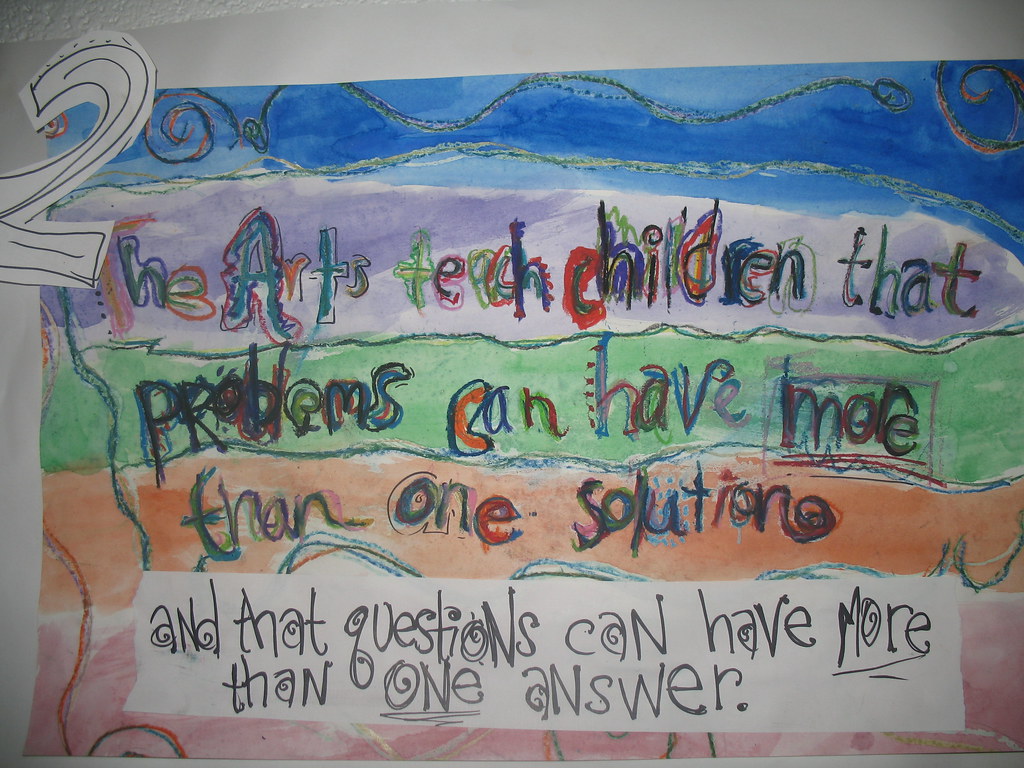 2
The Arts teach children that
problems can have more
than one solution
and that questions can have More
than ONE answer.